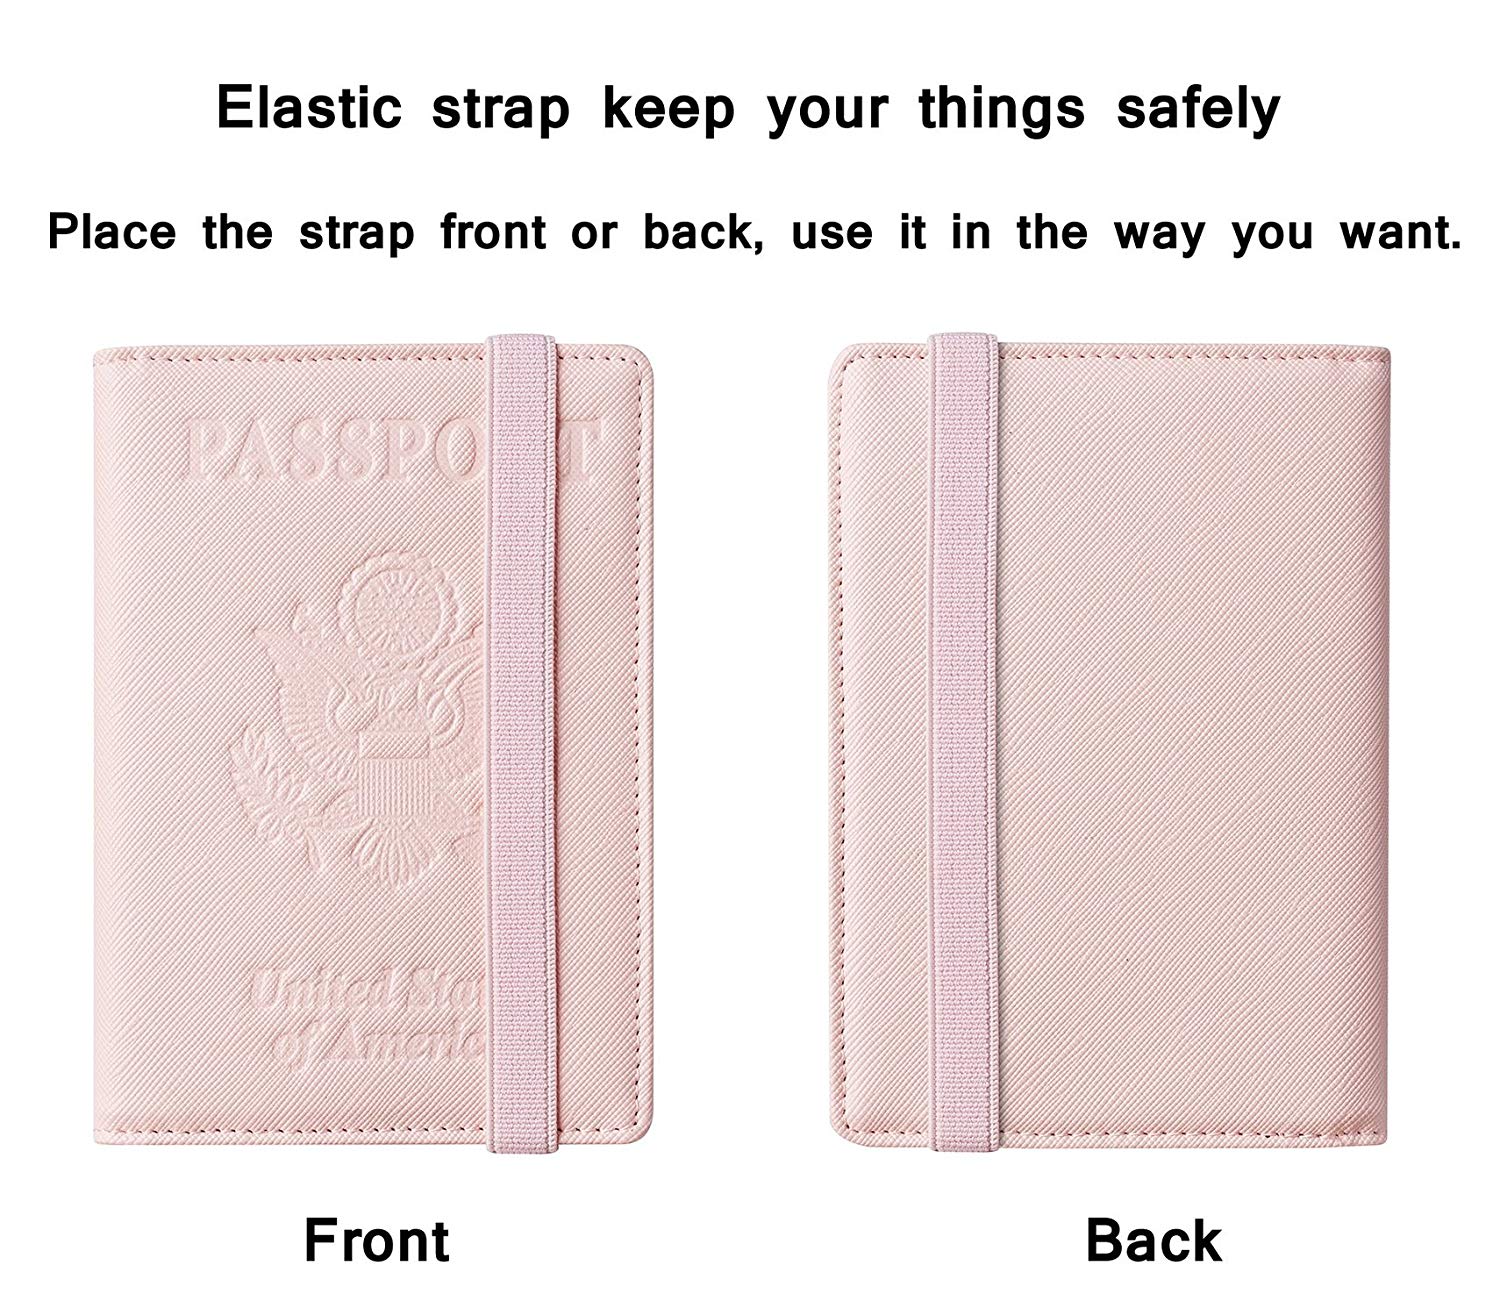 Elastic strap keep your things safely
Place the strap front or back, use it in the way you want.
PASSPO T
United Sta
of Americ
Front
Back